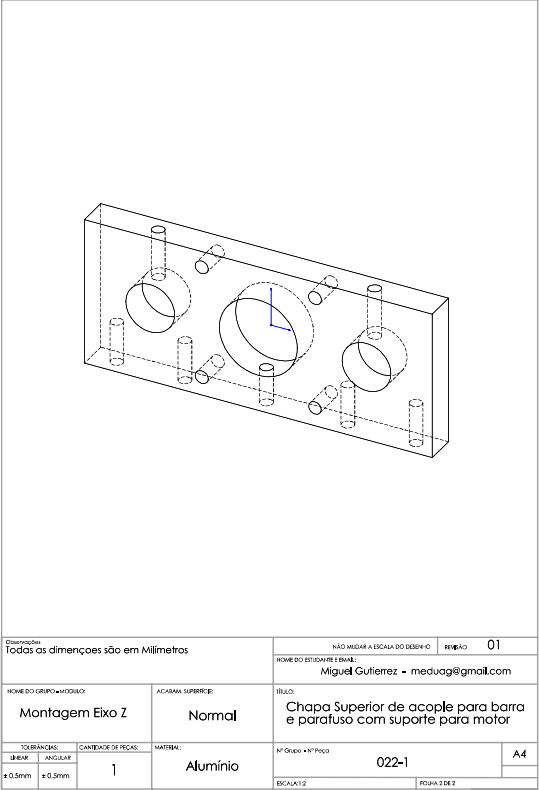 Observações
Todas as dimençoes são em Milímetros
NÃO MUDAR A ESCALA DO DESENHO
REVISÃO
01
NOME DO ESTUDANTE E EMAIL:
Miguel Gutierrez - meduag@gmail.com
NOME DO GRUPO - MODULO:
Montagem Eixo Z
ACABAM. SUPERFÍCIE:
Normal
TÍTULO:
Chapa Superior de acople para barra
e parafuso com suporte para motor
TOLERÂNCIAS:
LINEAR
ANGULAR
± 0.5mm
± 0.5mm
CANTIDADE DE PEÇAS:
1
MATERIAL:
Alumínio
Nº Grupo - Nº Peça
022-1
A4
ESCALA:1:2
FOLHA 2 DE 2